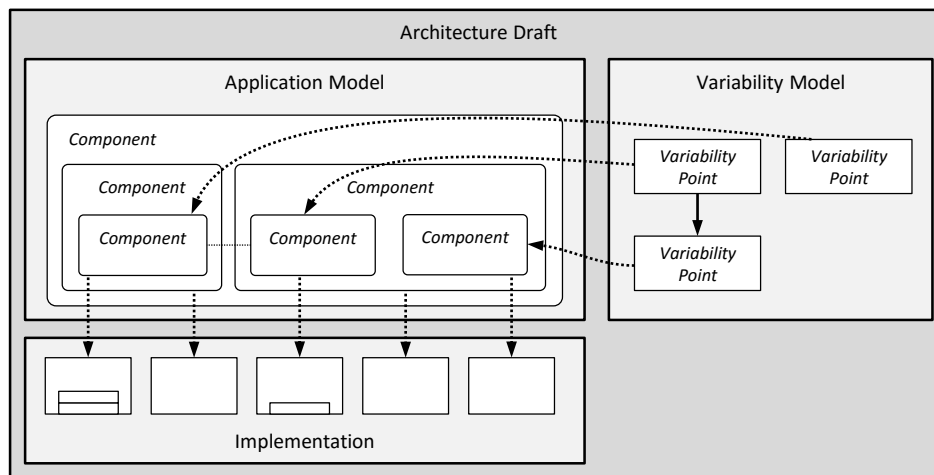 Architecture Draft
Application Model
Variability Model
Component
Component
Component
Component
Component
Component
Variability
Point
Variability
Point
Variability
Point
Implementation